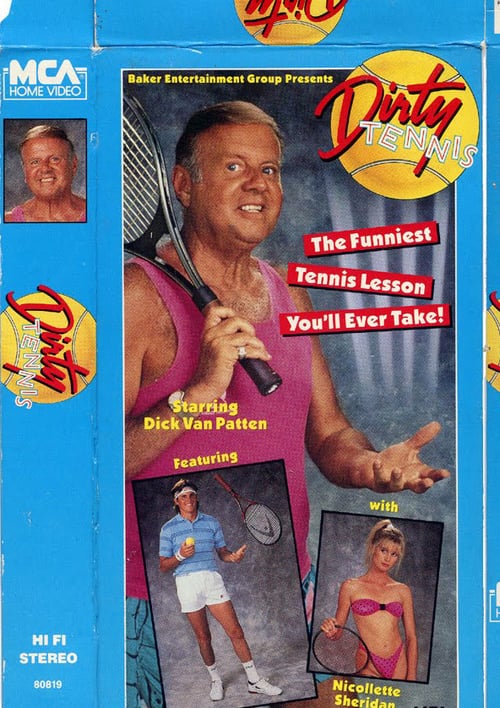 Dirty
MCA
HOME VIDEO
Dirty
TENNIS
HI FI
STEREO
80819
Baker Entertainment Group Presents
Dirty
TENNIS
The Funniest
Tennis Lesson
You'll Ever Take!
Starring
Dick Van Patten
Featuring
with
Nicollette
Sheridan